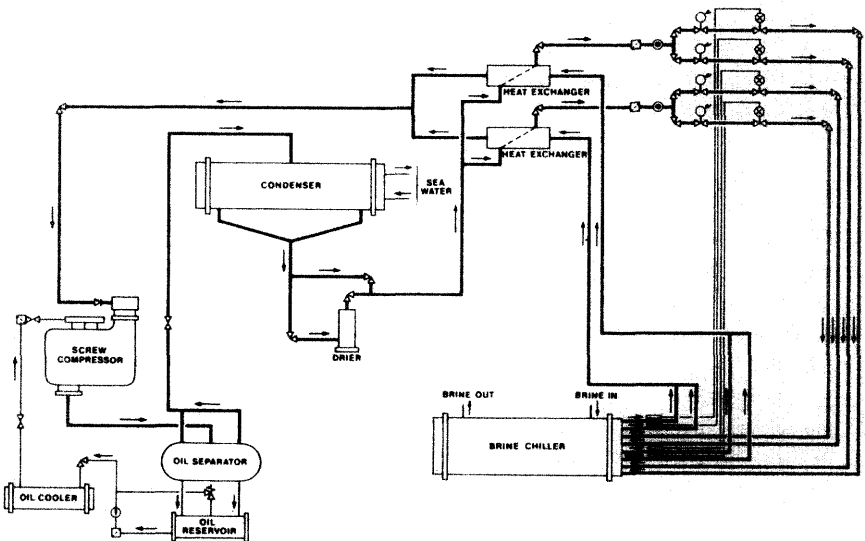 HEAT EXCHANGER
HEAT EXCHANGER
CONDENSER
SEA
WATER
SCREW
COMPRESSOR
DRIER
BRINE OUT
BRINE IN
BRINE CHILLER
OIL SEPARATOR
OIL COOLER
OIL
RESERVOIR